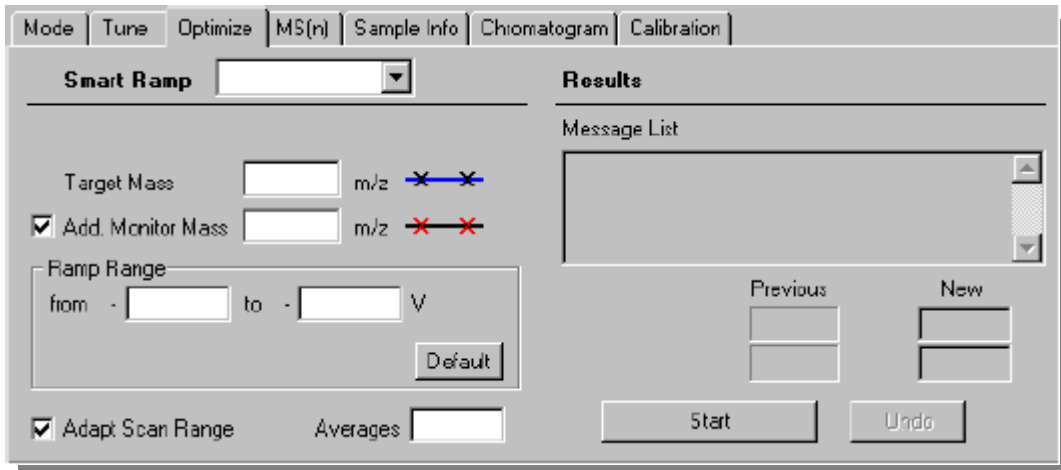 Mode Tune Optimize MS(n) Sample Info Chromatogram Calibration
Smart Ramp
Target Mass m/z
Add. Monitor Mass m/z
Ramp Range
from - to - V
Default
Adapt Scan Range Averages
Results
Message List
Previous New
Start Undo